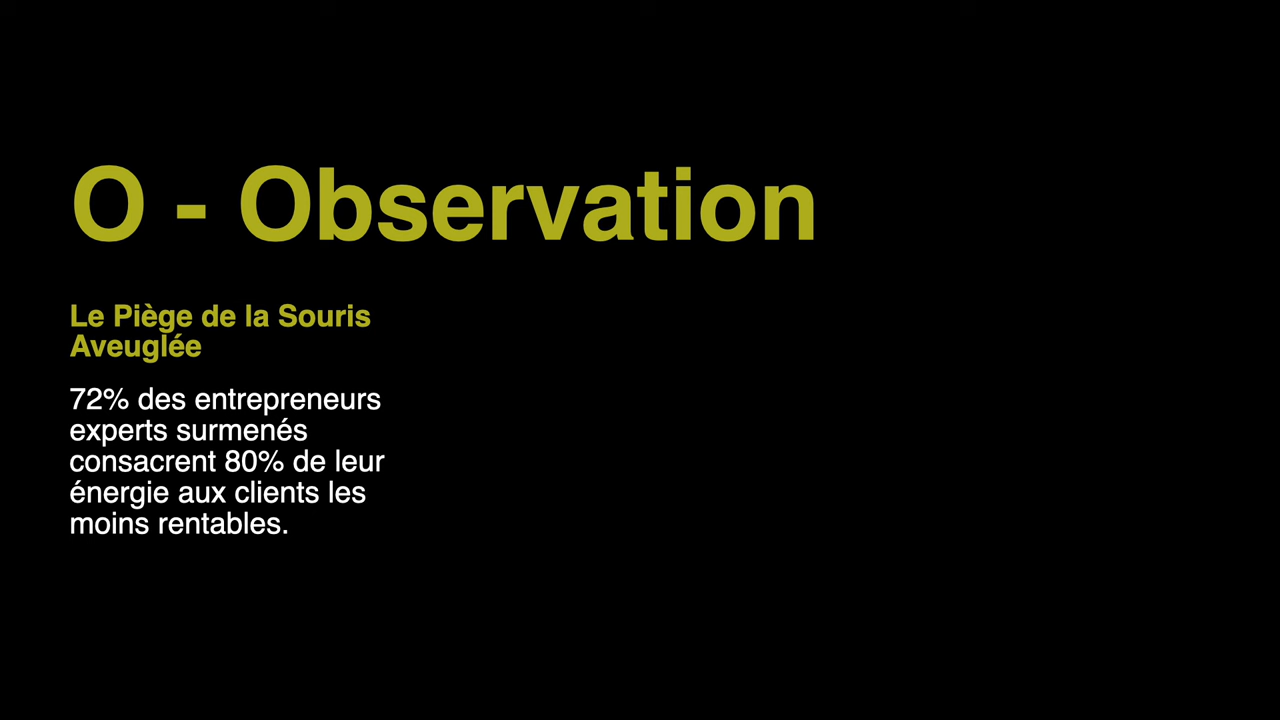 O - Observation
Le Piège de la Souris
Aveuglée
72% des entrepreneurs
experts surmenés
consacrent 80% de leur
énergie aux clients les
moins rentables.